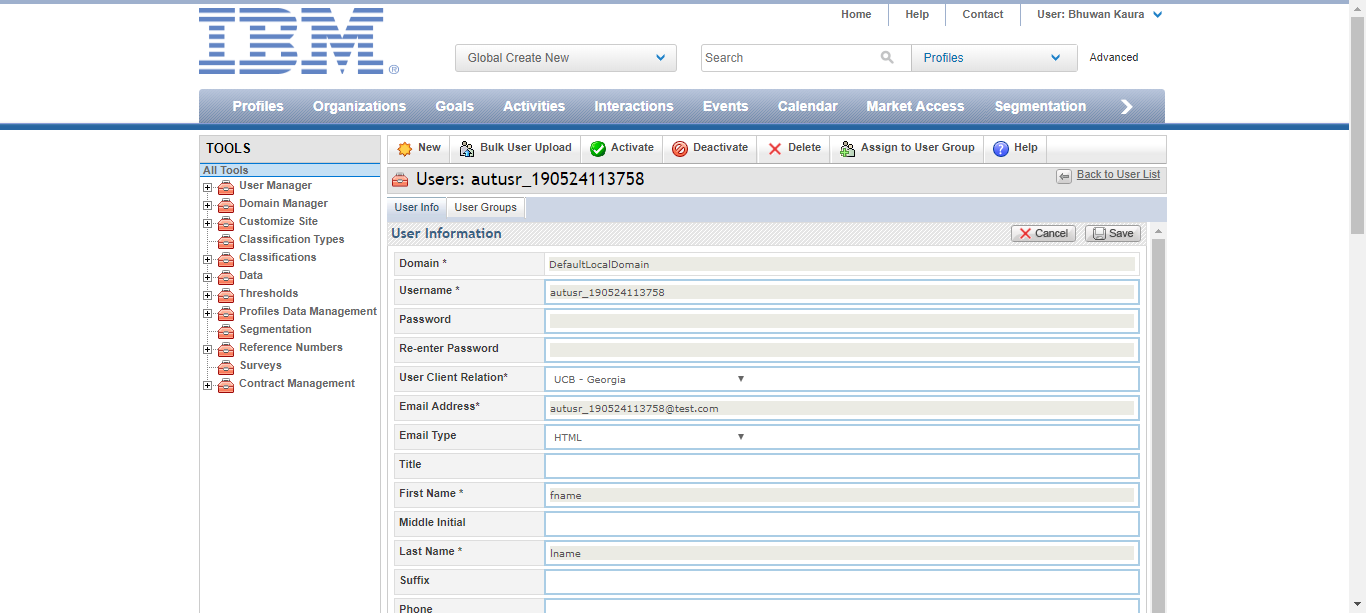 Home Help Contact User: Bhuwan Kaura
IBM®
Global Create New Search Profiles Advanced
Profiles Organizations Goals Activities Interactions Events Calendar Market Access Segmentation
TOOLS
All Tools
User Manager
Domain Manager
Customize Site
Classification Types
Classifications
Data
Thresholds
Profiles Data Management
Segmentation
Reference Numbers
Surveys
Contract Management
New Bulk User Upload Activate Deactivate Delete Assign to User Group Help
Users: autusr_190524113758 Back to User List
User Info User Groups
User Information Cancel Save
Domain * DefaultLocalDomain
Username * autusr_190524113758
Password
Re-enter Password
User Client Relation* UCB - Georgia
Email Address* autusr_190524113758@test.com
Email Type HTML
Title
First Name * fname
Middle Initial
Last Name * lname
Suffix
Phone